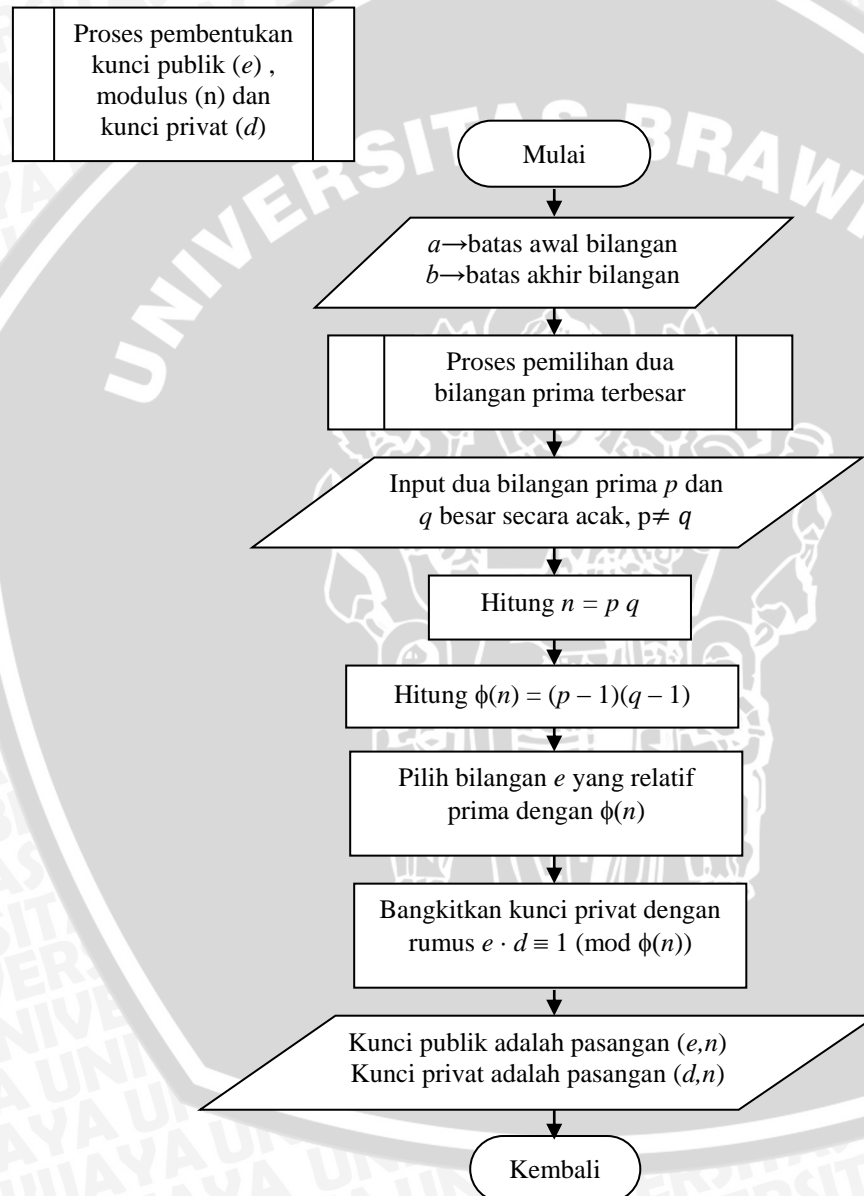 Proses pembentukan
kunci publik (e) ,
modulus (n) dan
kunci privat (d)
UNIVERSITAS BRAWI
Mulai
a→batas awal bilangan
b→batas akhir bilangan
Proses pemilihan dua
bilangan prima terbesar
Input dua bilangan prima p dan
q besar secara acak, p≠ q
Hitung n = p q
Hitung ϕ(n) = (p – 1)(q – 1)
Pilih bilangan e yang relatif
prima dengan ϕ(n)
Bangkitkan kunci privat dengan
rumus e · d ≡ 1 (mod ϕ(n))
Kunci publik adalah pasangan (e,n)
Kunci privat adalah pasangan (d,n)
Kembali